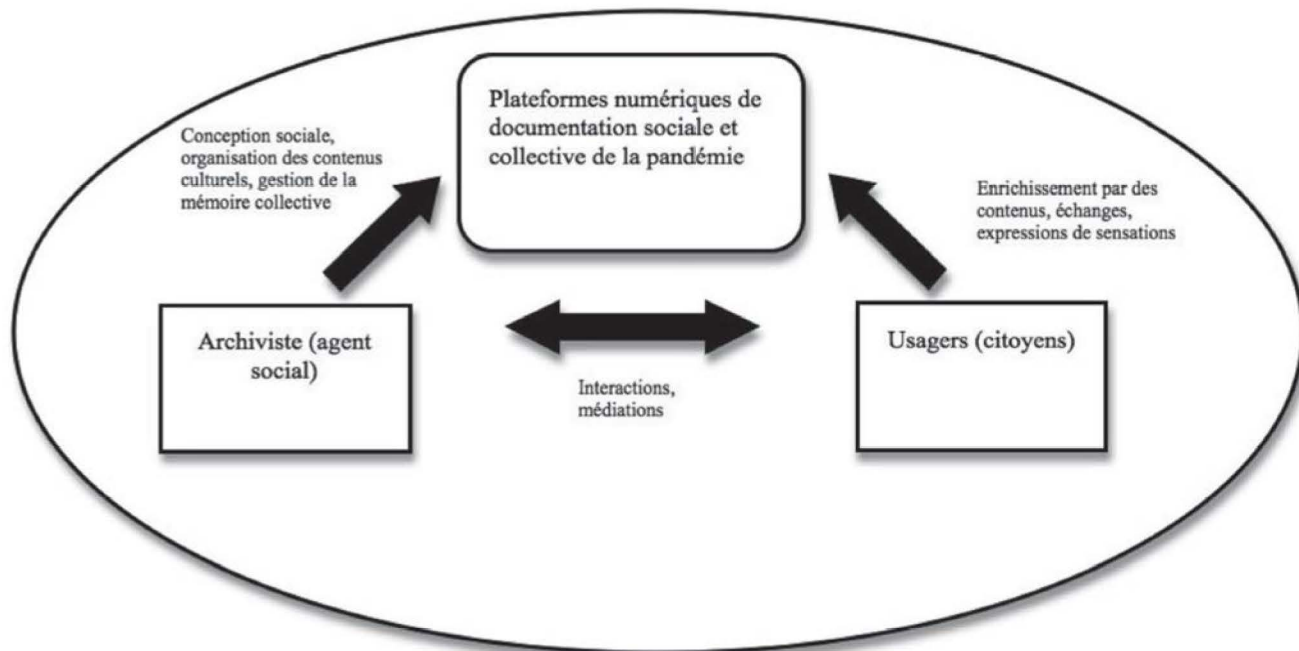 Plateformes numériques de
documentation sociale et
collective de la pandémie
Conception sociale,
organisation des contenus
culturels, gestion de la
mémoire collective
Enrichissement par des
contenus, échanges,
expressions de sensations
Archiviste (agent
social)
Usagers (citoyens)
Interactions,
médiations